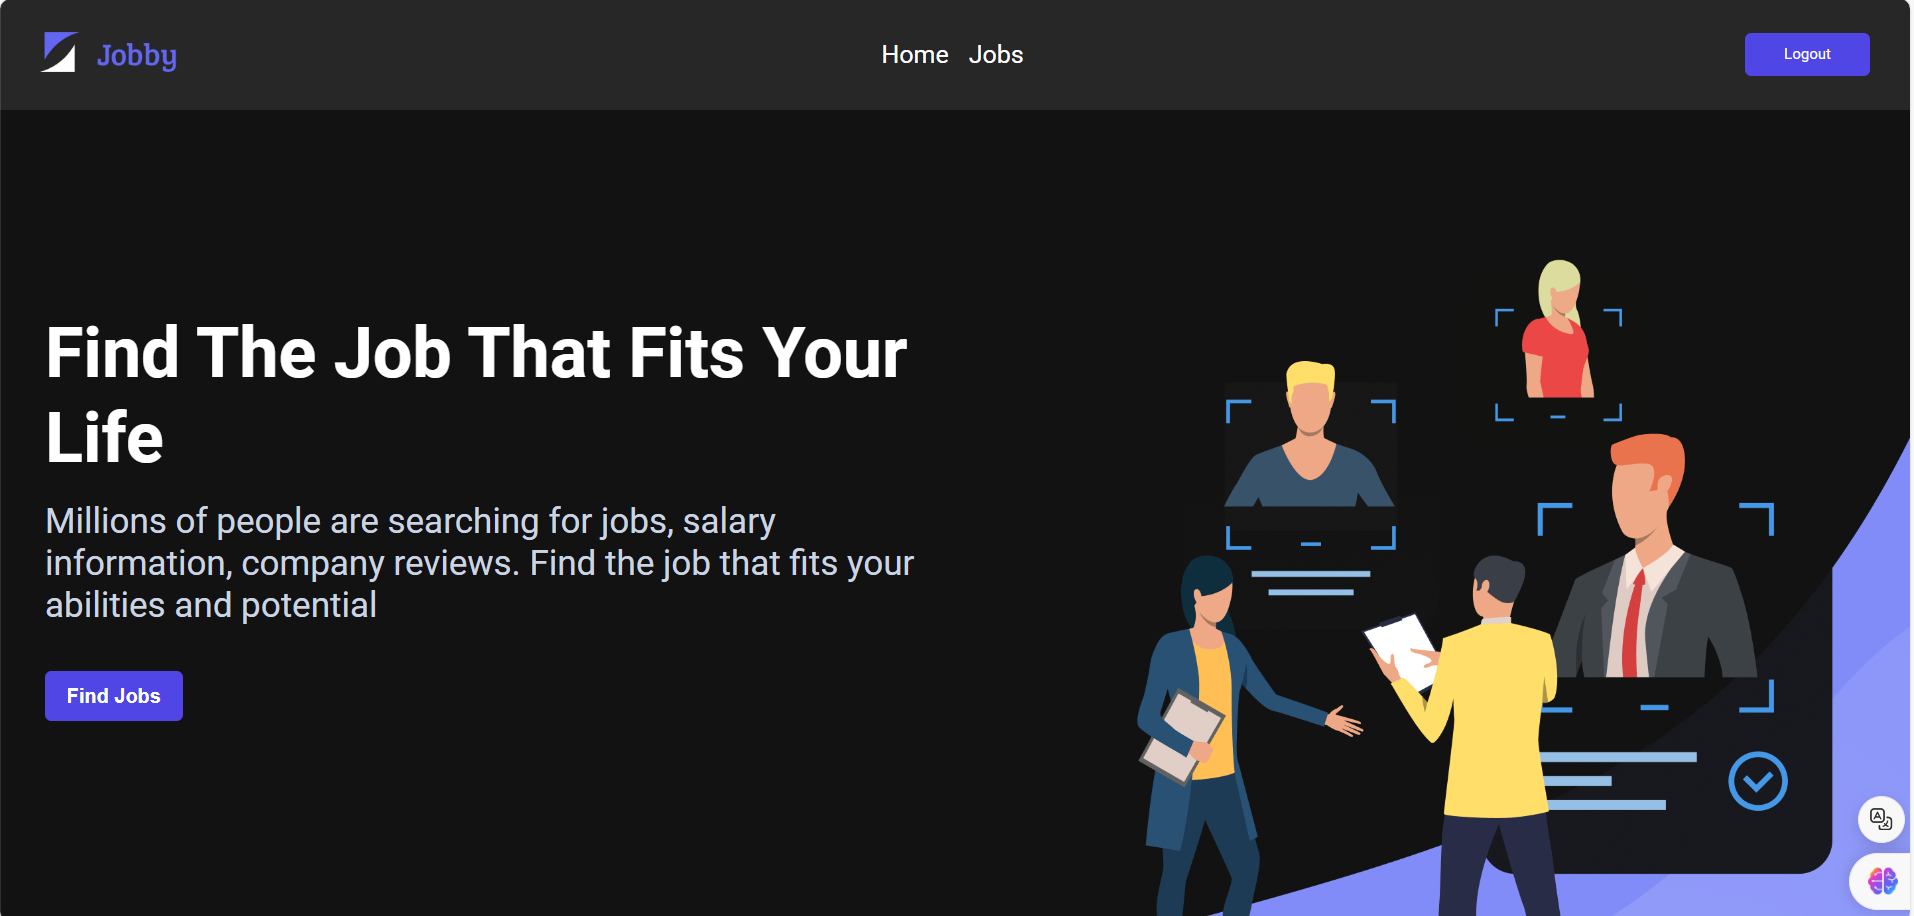 Jobby
Home Jobs
Logout
Find The Job That Fits Your
Life
Millions of people are searching for jobs, salary
information, company reviews. Find the job that fits your
abilities and potential
Find Jobs